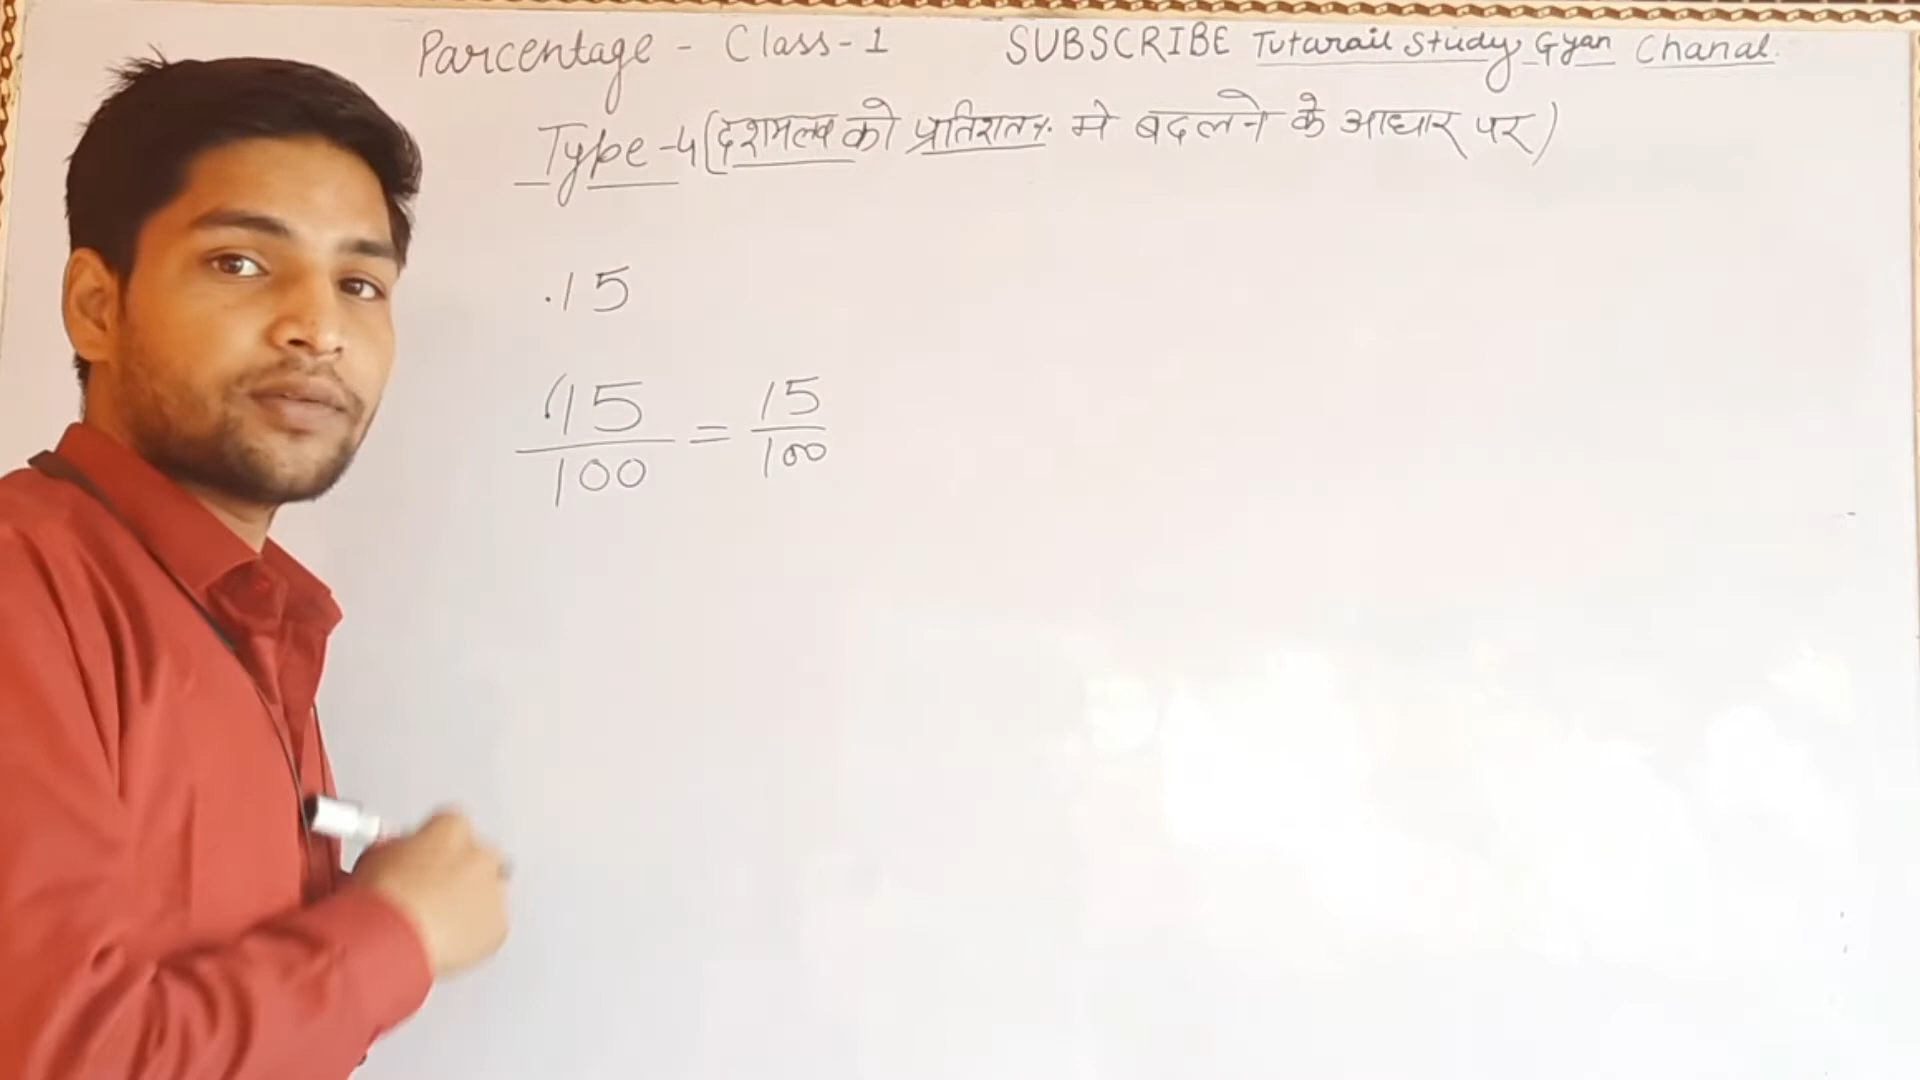 Parcentage - Class-1 SUBSCRIBE Tutarail Study Gyan Chanal.
Type-4 (दशमलव को प्रतिशत % मे बदलने के आधार पर)
.15
15/100 = 15/100